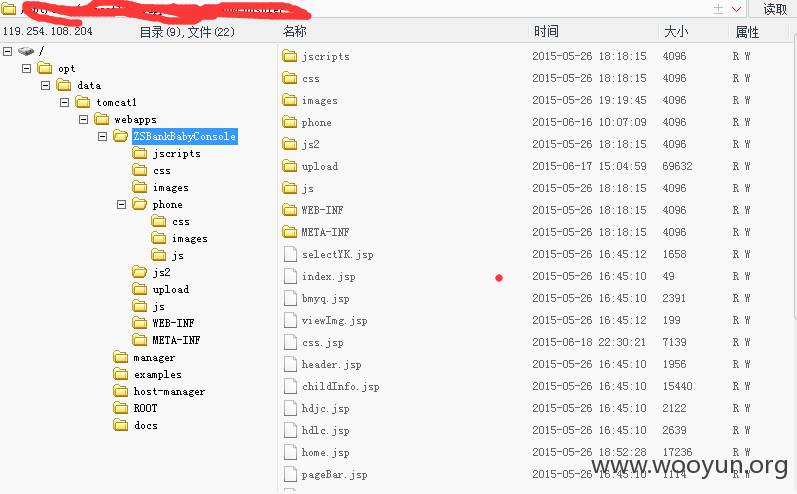 读取
119.254.108.204 目录(9),文件(22) 名称 时间 大小 属性
/
opt
data
tomcat1
webapps
ZSBankBabyConsole
jscripts
css
images
phone
css
images
js
js2
upload
js
WEB-INF
META-INF
manager
examples
host-manager
ROOT
docs
jscripts 2015-05-26 18:18:15 4096 R W
css 2015-05-26 18:18:15 4096 R W
images 2015-05-26 19:19:45 4096 R W
phone 2015-06-16 10:07:09 4096 R W
js2 2015-05-26 18:18:15 4096 R W
upload 2015-06-17 15:04:59 69632 R W
js 2015-05-26 18:18:15 4096 R W
WEB-INF 2015-05-26 18:18:15 4096 R W
META-INF 2015-05-26 18:18:15 4096 R W
selectYK.jsp 2015-05-26 16:45:12 1658 R W
index.jsp 2015-05-26 16:45:10 49 R W
bmyq.jsp 2015-05-26 16:45:10 2391 R W
viewImg.jsp 2015-05-26 16:45:12 199 R W
css.jsp 2015-06-18 22:30:21 7139 R W
header.jsp 2015-05-26 16:45:10 1956 R W
childInfo.jsp 2015-05-26 16:45:10 15440 R W
hdjc.jsp 2015-05-26 16:45:10 2122 R W
hdlc.jsp 2015-05-26 16:45:10 2639 R W
home.jsp 2015-05-26 18:52:28 17236 R W
pageBar.jsp 2015-05-26 16:45:10 1114 R W
www.wooyun.org